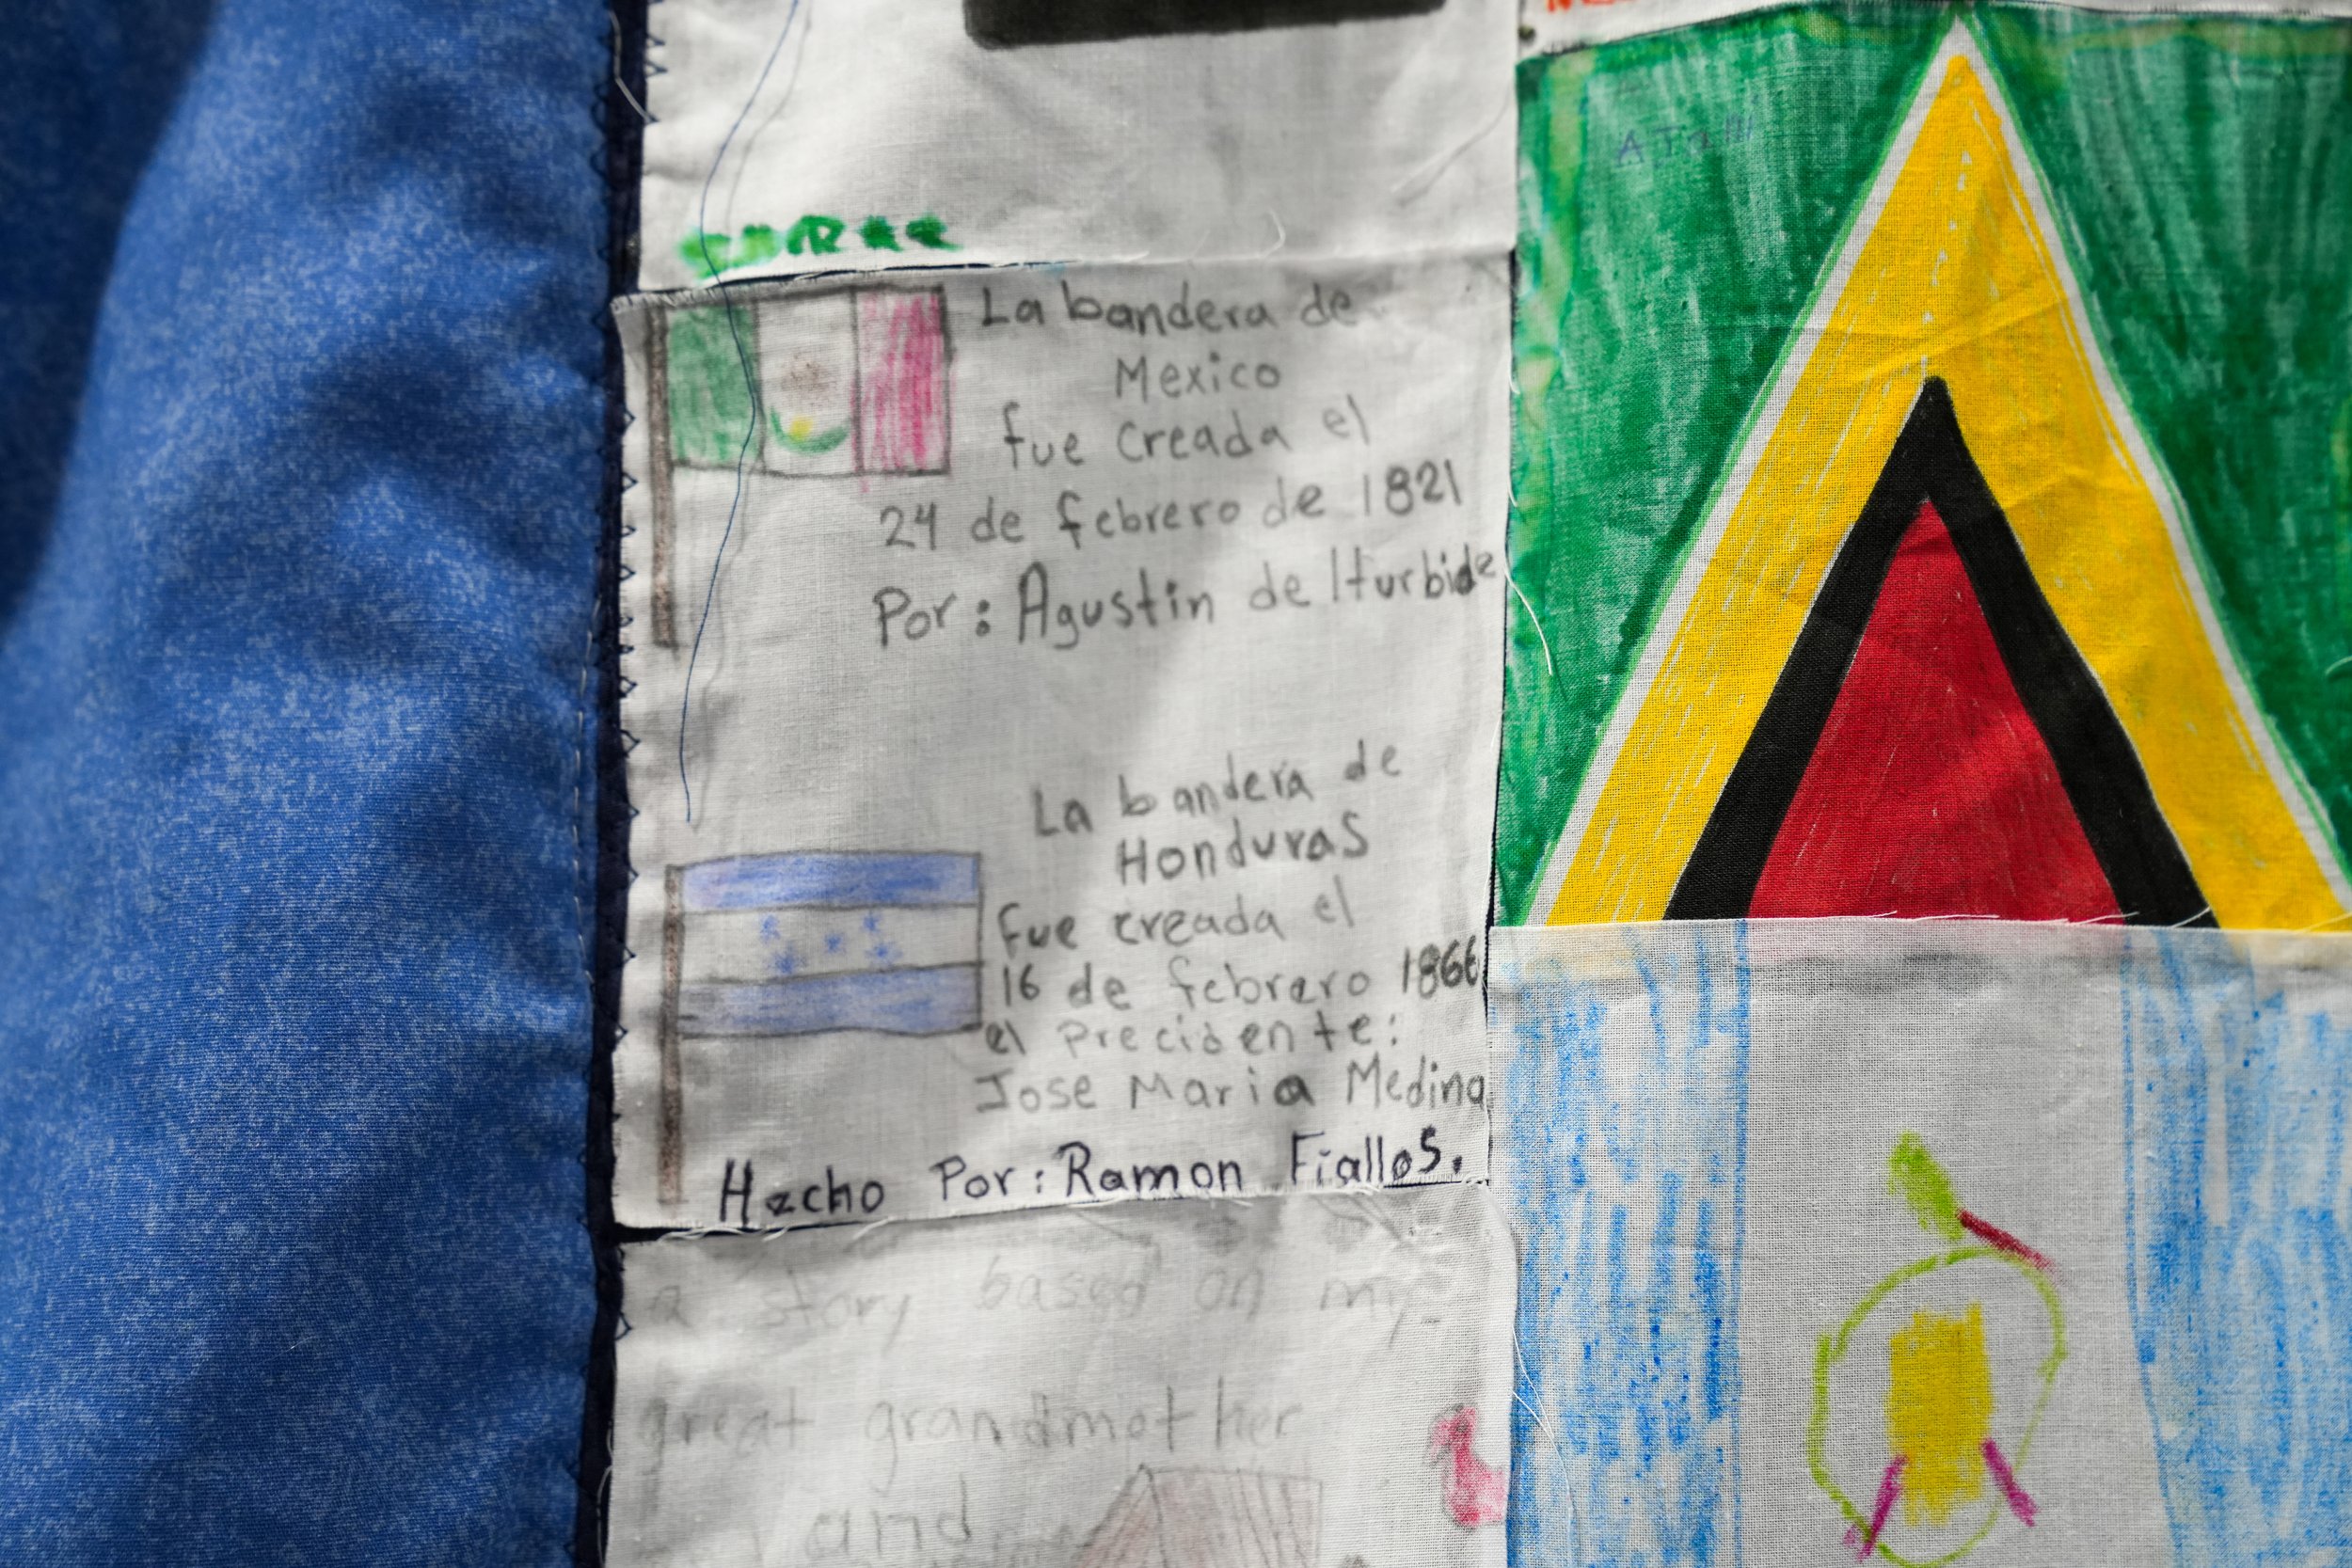 La bandera de
Mexico
fue creada el
24 de febrero de 1821
Por: Agustin de Iturbide
La bandera de
Honduras
fue creada el
16 de febrero 1866
el Precidente:
Jose Maria Medina
Hecho Por: Ramon Fiallos.
a story based on my
great grandmother
and